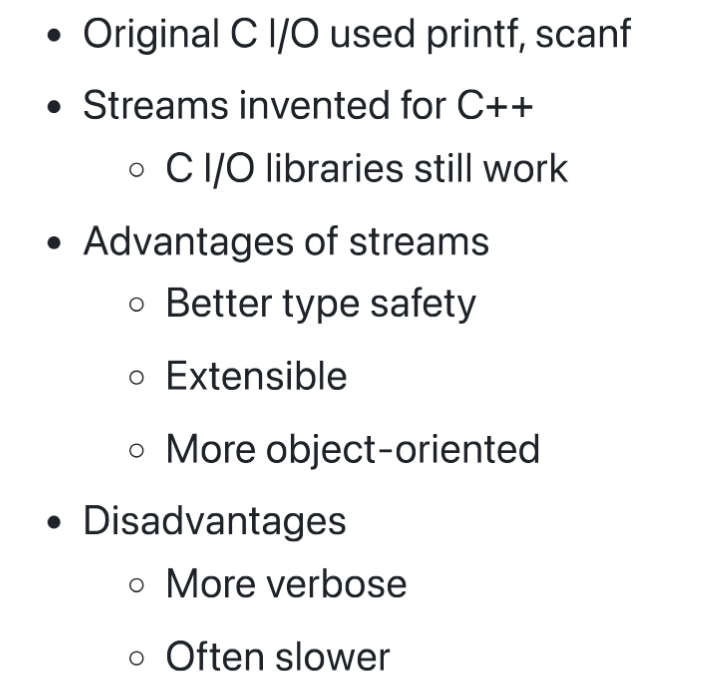 Original C I/O used printf, scanf
Streams invented for C++
C I/O libraries still work
Advantages of streams
Better type safety
Extensible
More object-oriented
Disadvantages
More verbose
Often slower